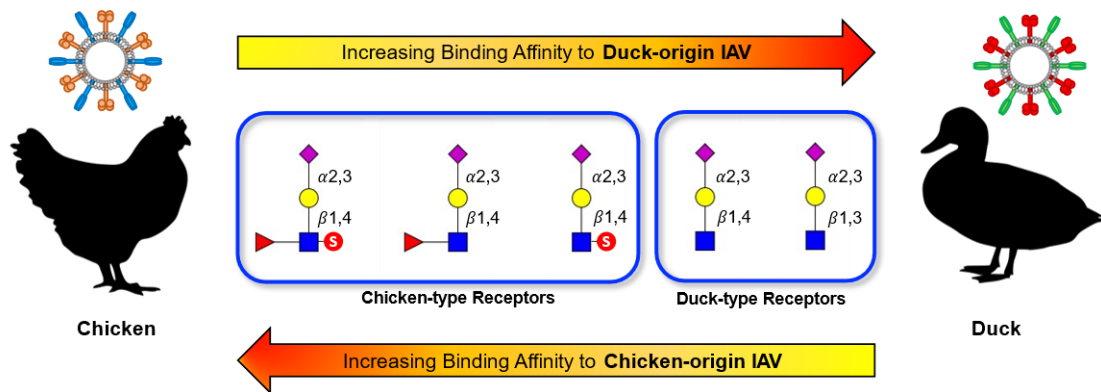 Increasing Binding Affinity to Duck-origin IAV
α2,3
α2,3
α2,3
α2,3
α2,3
β1,4
β1,4
β1,4
β1,4
β1,3
S
S
Chicken-type Receptors
Duck-type Receptors
Chicken
Duck
Increasing Binding Affinity to Chicken-origin IAV